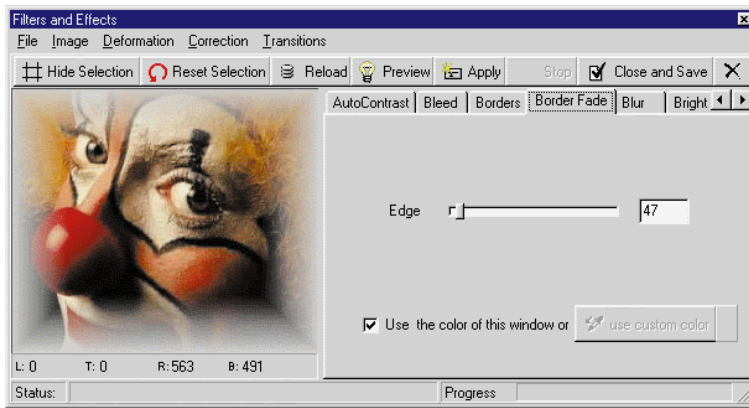 Filters and Effects
File Image Deformation Correction Transitions
Hide Selection Reset Selection Reload Preview Apply Stop Close and Save
AutoContrast Bleed Borders Border Fade Blur Bright
Edge 47
Use the color of this window or use custom color
L: 0 T: 0 R: 563 B: 491
Status: Progress